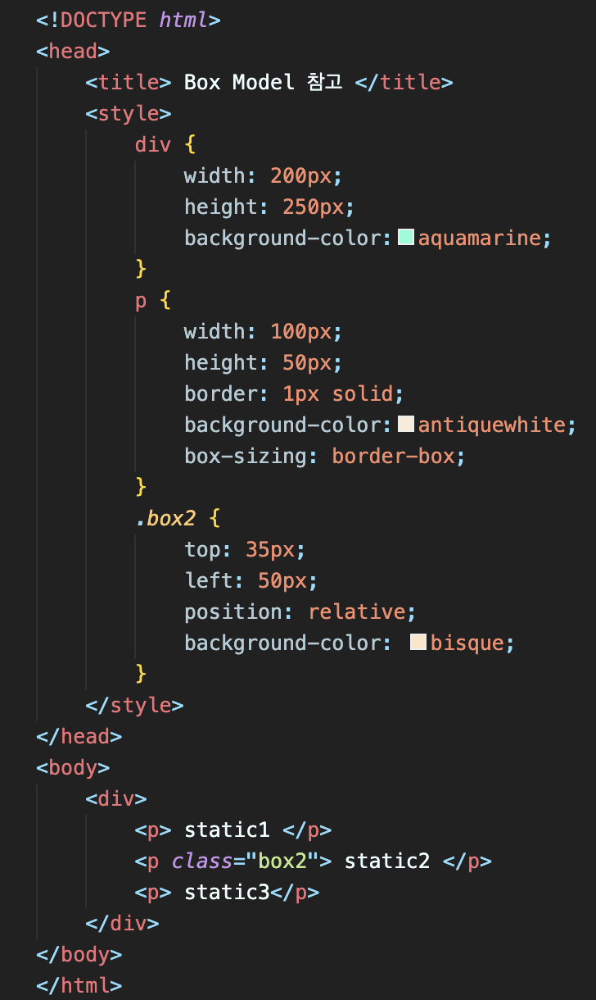 <!DOCTYPE html>
<head>
    <title> Box Model 참고 </title>
    <style>
        div {
            width: 200px;
            height: 250px;
            background-color:aquamarine;
        }
        p {
            width: 100px;
            height: 50px;
            border: 1px solid;
            background-color:antiquewhite;
            box-sizing: border-box;
        }
        .box2 {
            top: 35px;
            left: 50px;
            position: relative;
            background-color: bisque;
        }
    </style>
</head>
<body>
    <div>
        <p> static1 </p>
        <p class="box2"> static2 </p>
        <p> static3</p>
    </div>
</body>
</html>